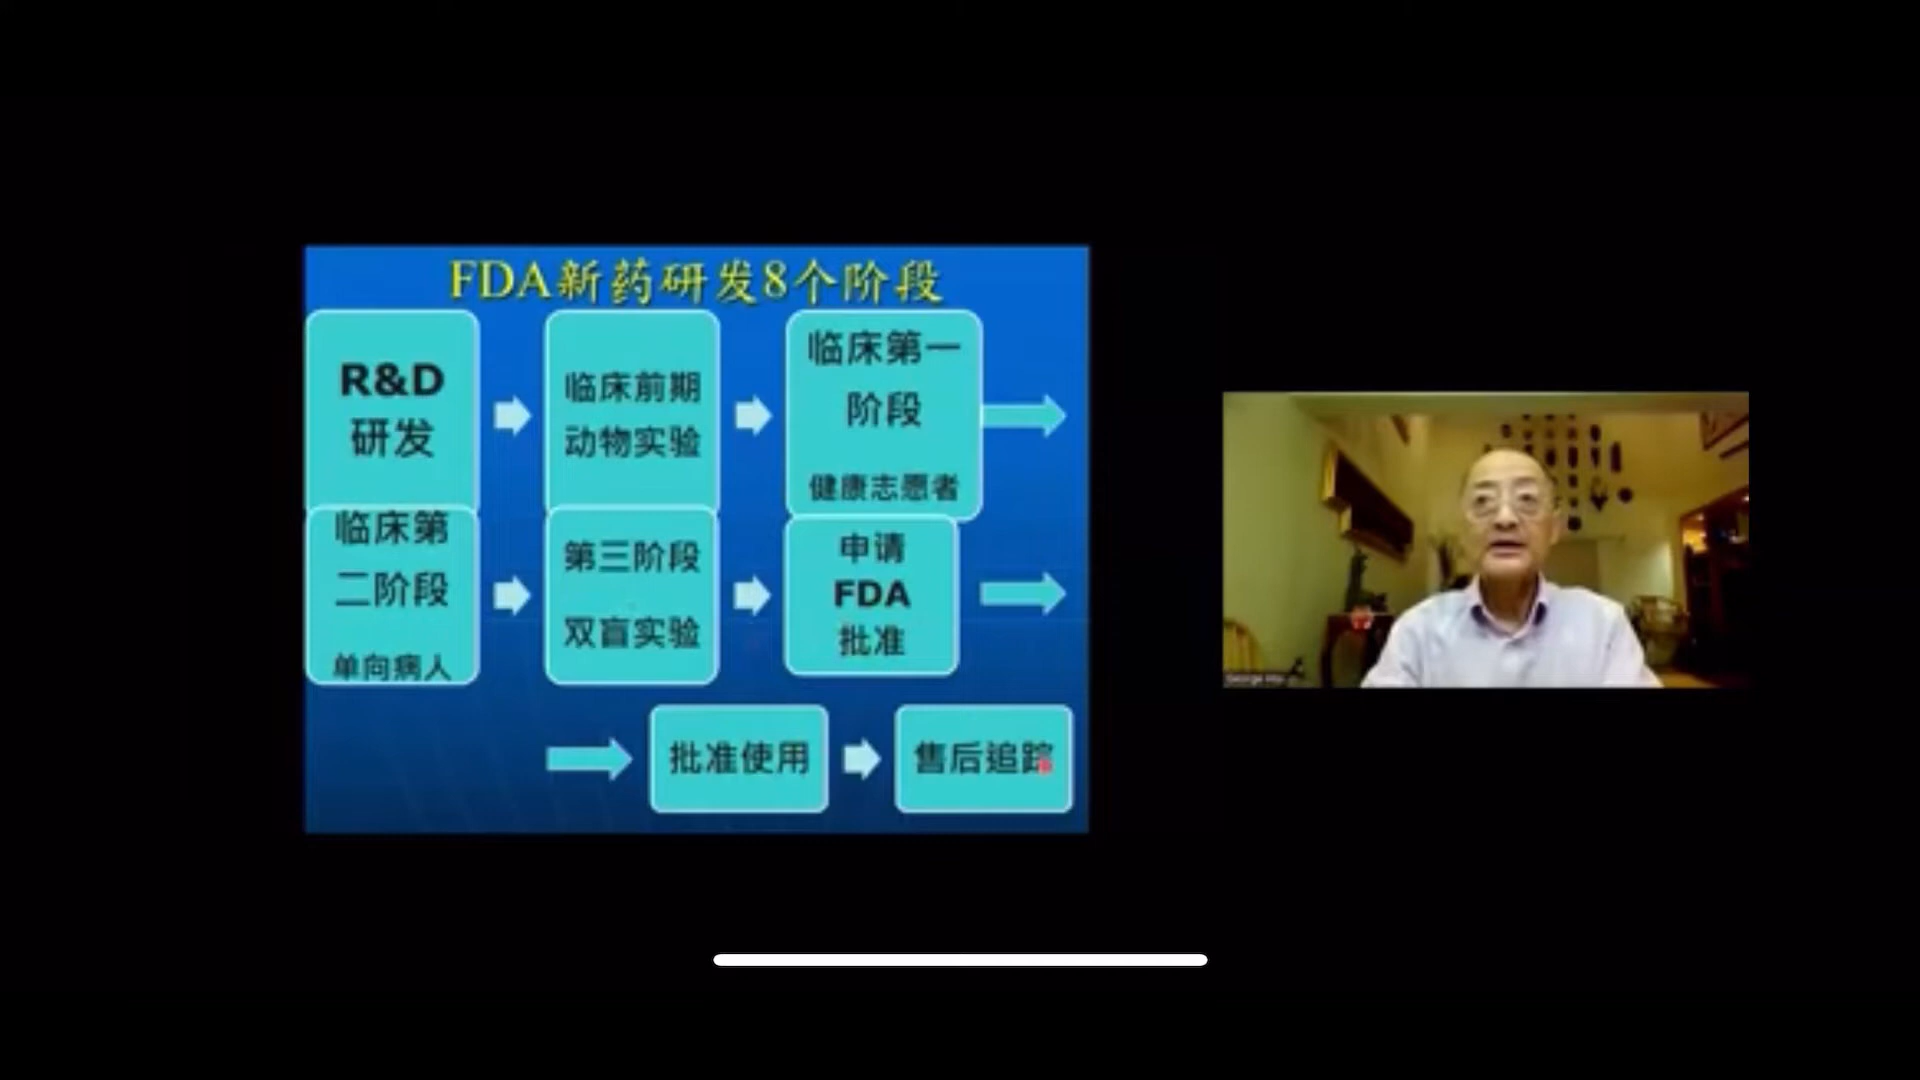 FDA新药研发8个阶段
R&D
研发
临床前期
动物实验
临床第一
阶段
健康志愿者
临床第
二阶段
单向病人
第三阶段
双盲实验
申请
FDA
批准
批准使用
售后追踪
George